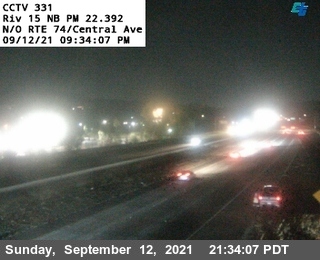 CCTV 331
Riv 15 NB PM 22.392
N/O RTE 74/Central Ave
09/12/21 09:34:07 PM
Sunday, September 12, 2021 21:34:07 PDT